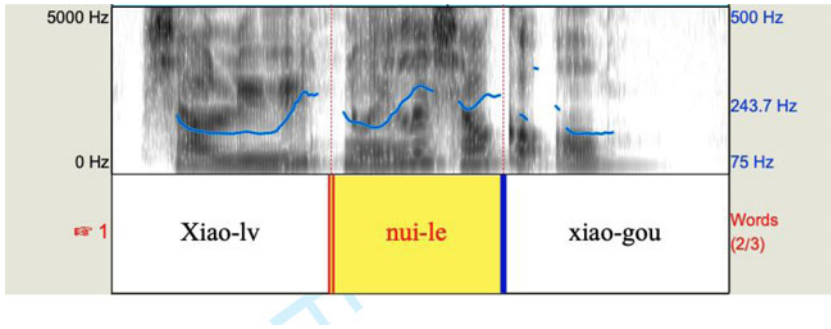 5000 Hz
500 Hz
243.7 Hz
0 Hz
75 Hz
☞ 1
Xiao-lv
nui-le
xiao-gou
Words
(2/3)